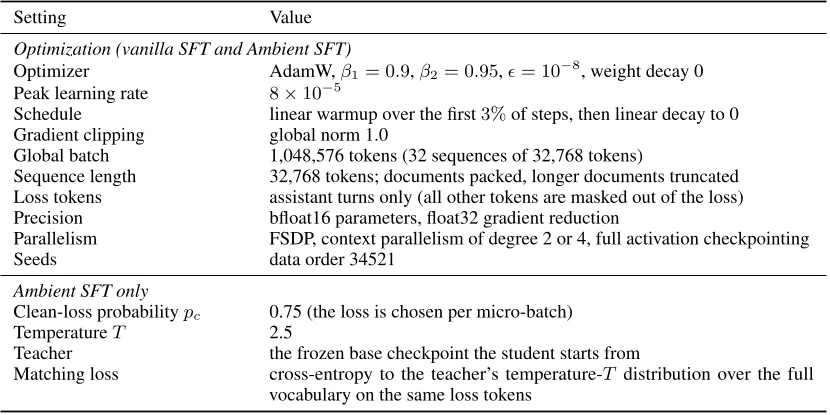 Setting Value
Optimization (vanilla SFT and Ambient SFT)
Optimizer AdamW, β₁ = 0.9, β₂ = 0.95, ϵ = 10⁻⁸, weight decay 0
Peak learning rate 8 × 10⁻⁵
Schedule linear warmup over the first 3% of steps, then linear decay to 0
Gradient clipping global norm 1.0
Global batch 1,048,576 tokens (32 sequences of 32,768 tokens)
Sequence length 32,768 tokens; documents packed, longer documents truncated
Loss tokens assistant turns only (all other tokens are masked out of the loss)
Precision bfloat16 parameters, float32 gradient reduction
Parallelism FSDP, context parallelism of degree 2 or 4, full activation checkpointing
Seeds data order 34521
Ambient SFT only
Clean-loss probability p_c 0.75 (the loss is chosen per micro-batch)
Temperature T 2.5
Teacher the frozen base checkpoint the student starts from
Matching loss cross-entropy to the teacher's temperature-T distribution over the full
vocabulary on the same loss tokens